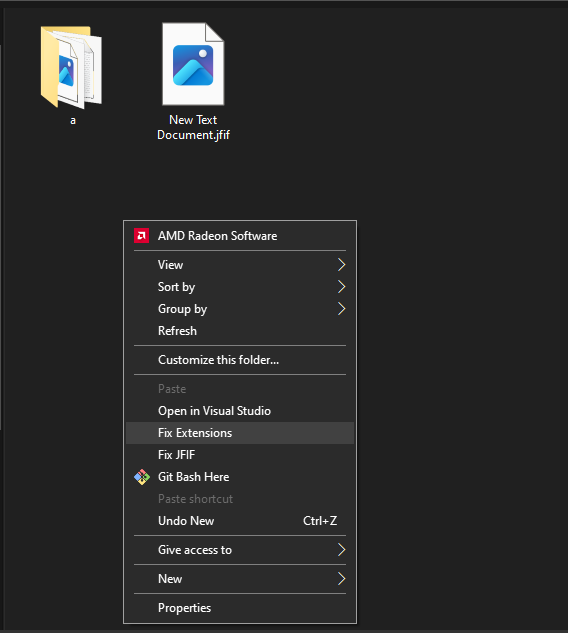 a
New Text
Document.jfif
AMD Radeon Software
View
Sort by
Group by
Refresh
Customize this folder...
Paste
Open in Visual Studio
Fix Extensions
Fix JFIF
Git Bash Here
Paste shortcut
Undo New Ctrl+Z
Give access to
New
Properties